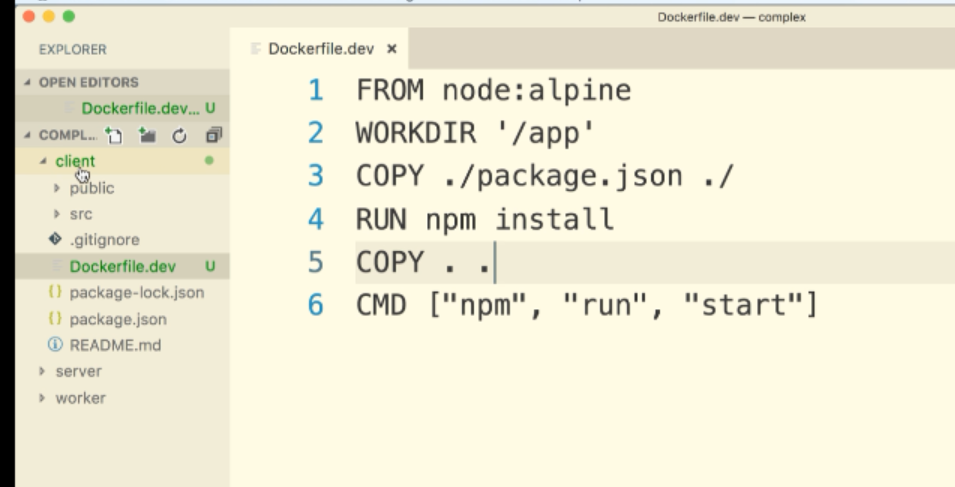 Dockerfile.dev — complex
EXPLORER
OPEN EDITORS
Dockerfile.dev... U
COMPL...
client
public
src
.gitignore
Dockerfile.dev U
package-lock.json
package.json
README.md
server
worker
Dockerfile.dev ×
1 FROM node:alpine
2 WORKDIR '/app'
3 COPY ./package.json ./
4 RUN npm install
5 COPY . .
6 CMD ["npm", "run", "start"]